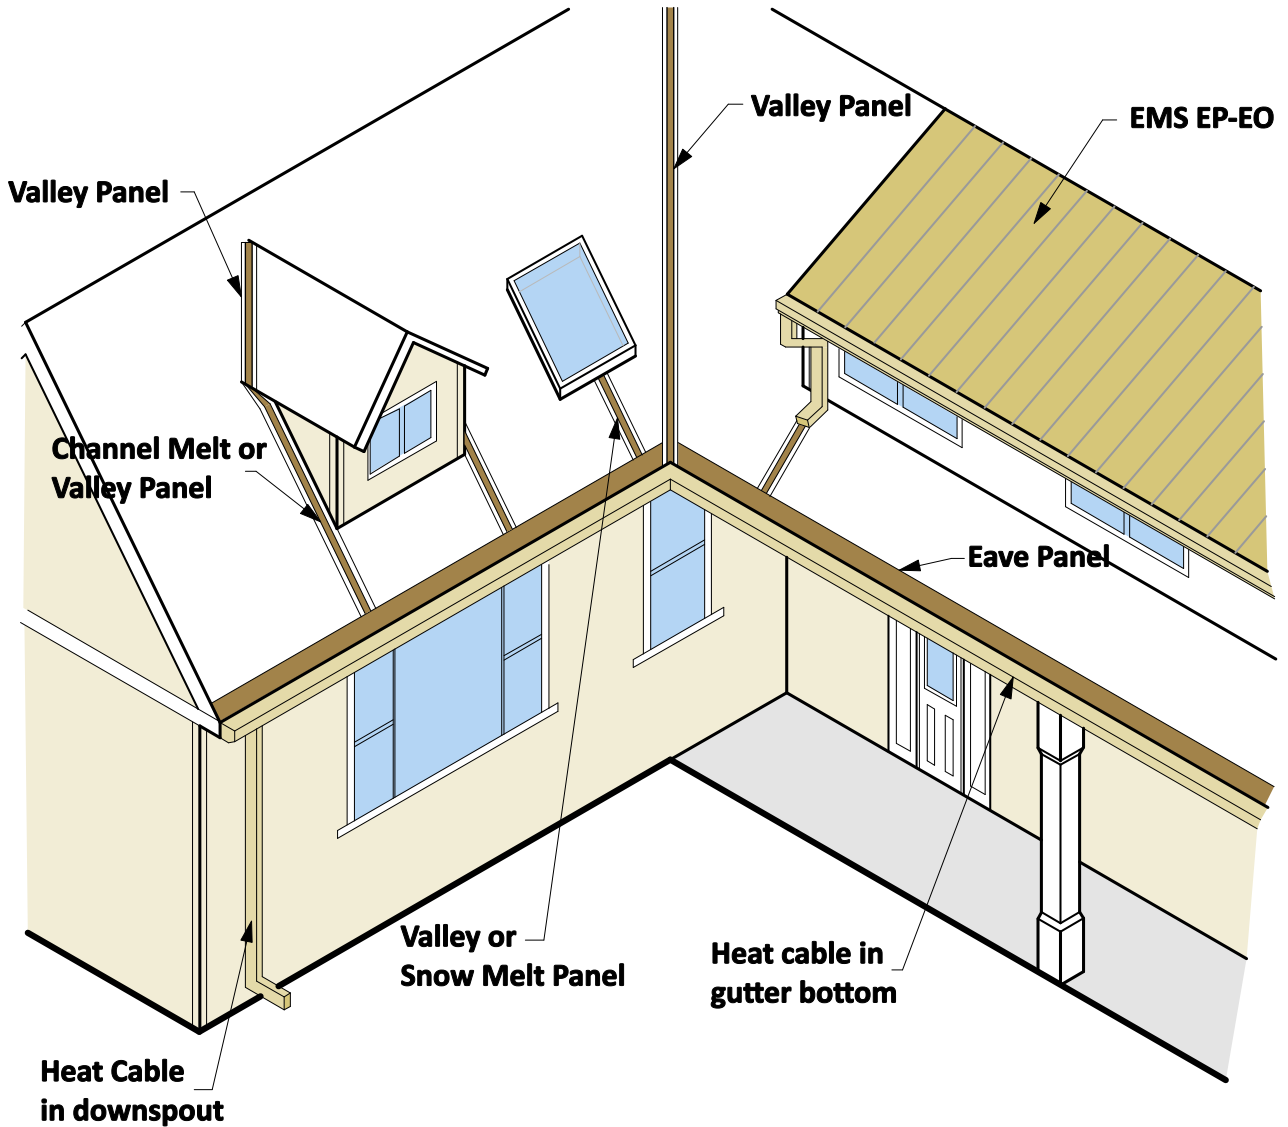 Valley Panel
EMS EP-EO
Valley Panel
Channel Melt or
Valley Panel
Eave Panel
Valley or
Snow Melt Panel
Heat cable in
gutter bottom
Heat Cable
in downspout